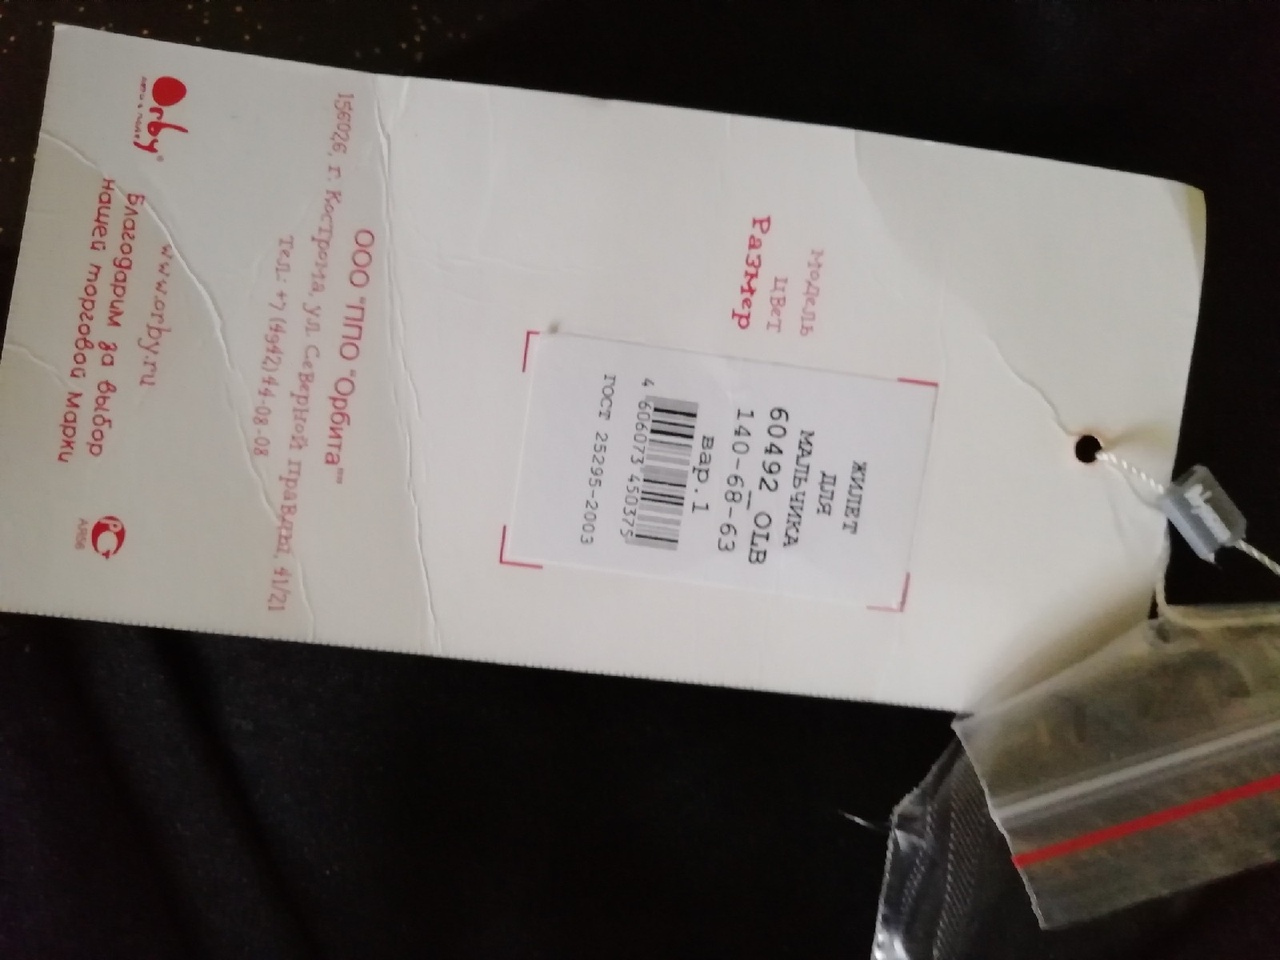 модель
цвет
Размер
ЖИЛЕТ
ДЛЯ
МАЛЬЧИКА
60492_OLB
140-68-63
вар.1
4 606073 450375
ГОСТ 25295-2003
ООО "ППО "Орбита""
156026, г. Кострома, ул. Северной правды, 41/21
Тел.: +7 (4942) 44-08-08
Orby®
www.orby.ru
Благодарим за выбор
нашей торговой марки
РС